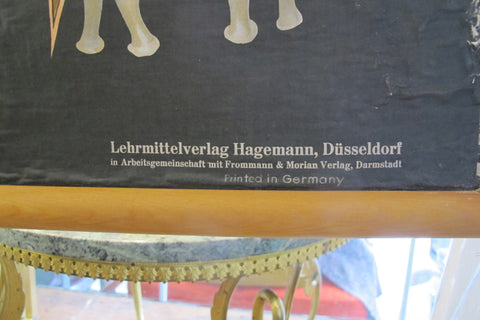 Lehrmittelverlag Hagemann, Düsseldorf
in Arbeitsgemeinschaft mit Frommann & Morian Verlag, Darmstadt
Printed in Germany